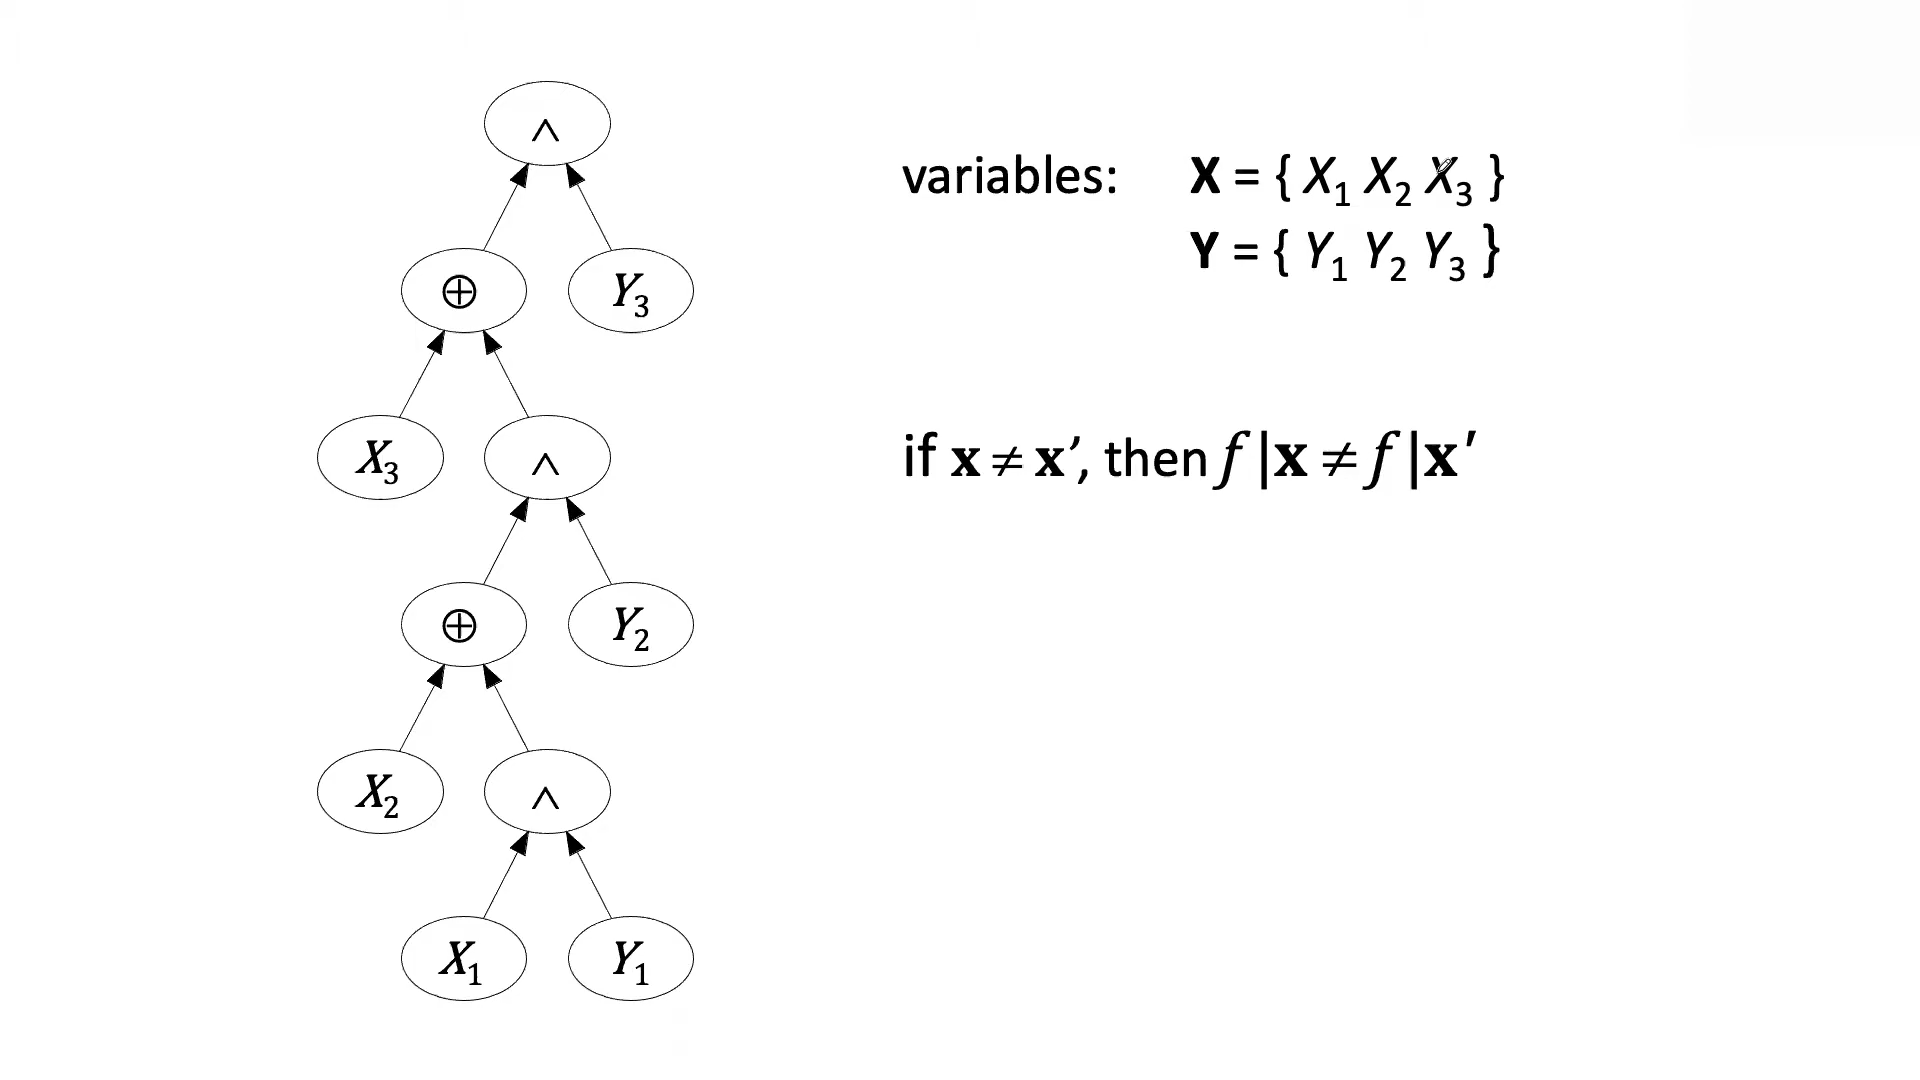 ∧
⊕ Y₃
X₃ ∧
⊕ Y₂
X₂ ∧
X₁ Y₁
variables: X = { X₁ X₂ X₃ }
Y = { Y₁ Y₂ Y₃ }
if x ≠ x’, then f |x ≠ f |x′